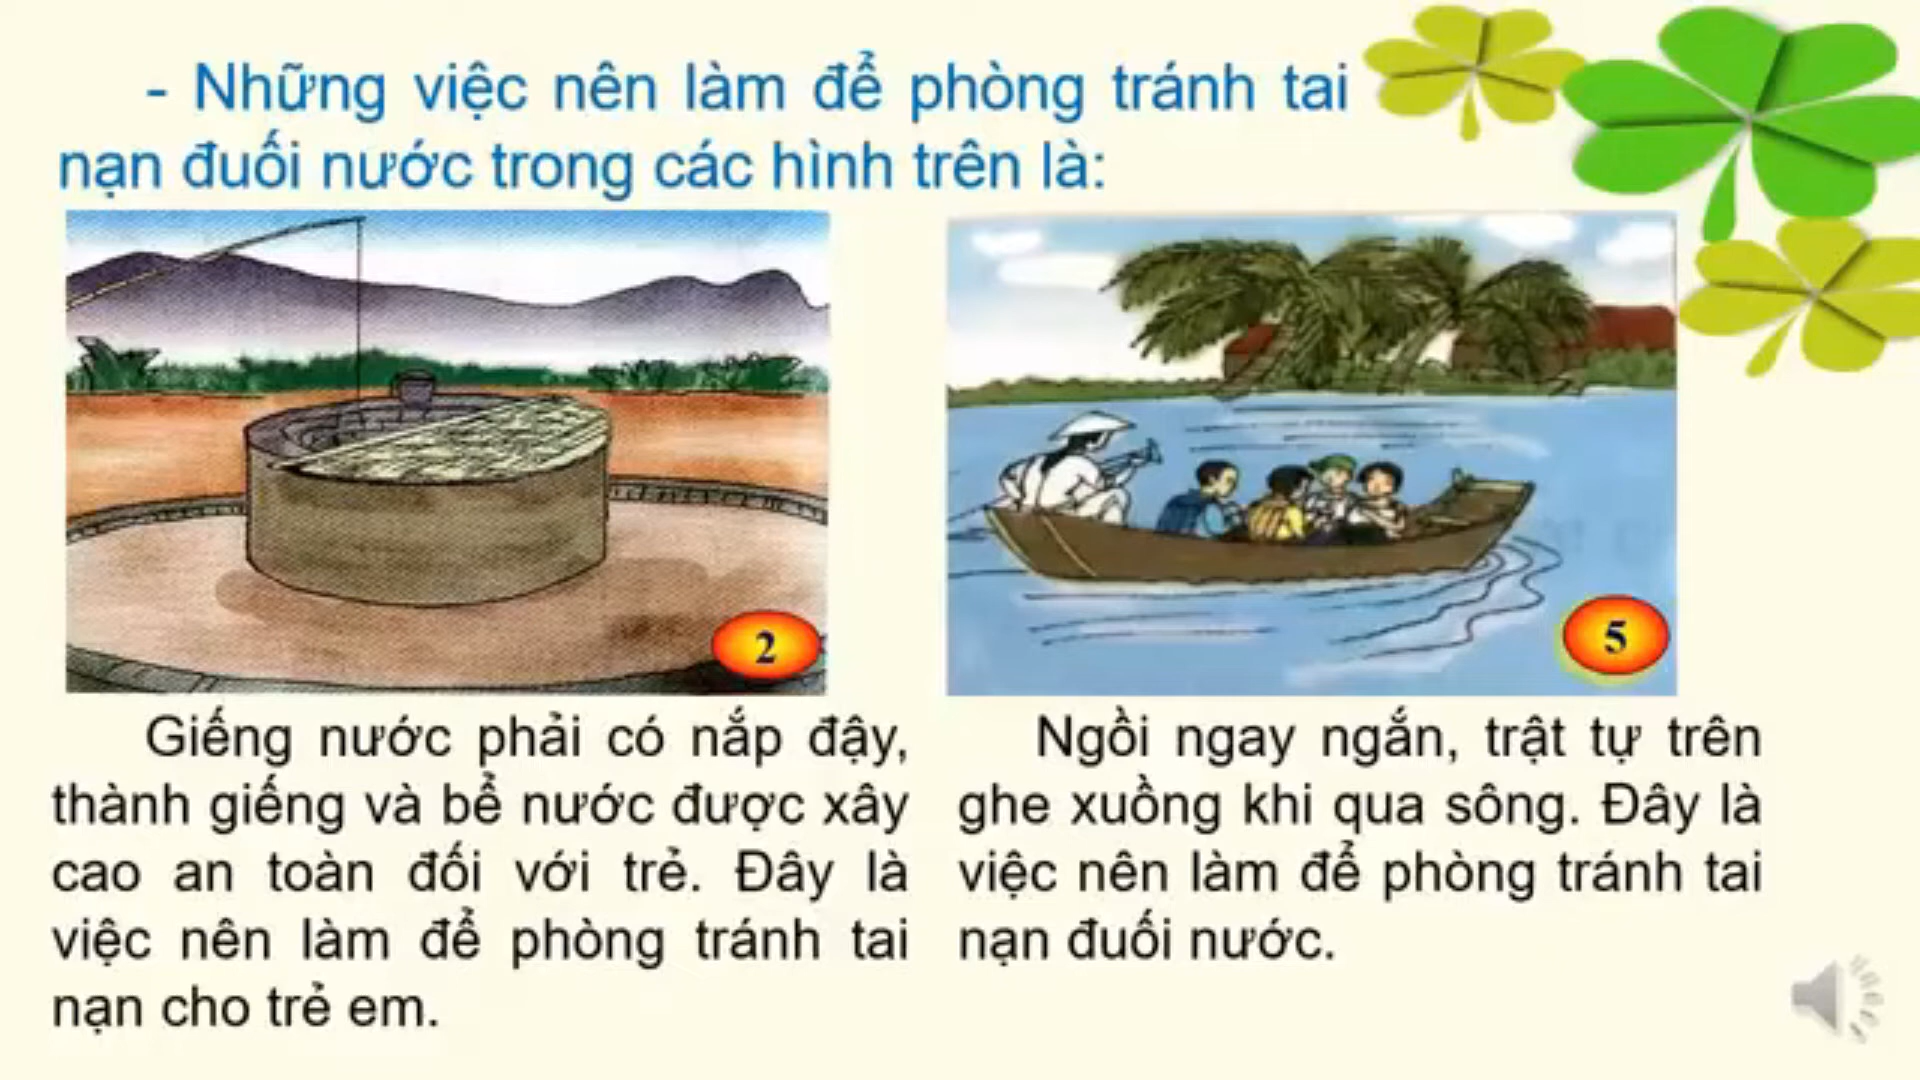 - Những việc nên làm để phòng tránh tai
nạn đuối nước trong các hình trên là:
2
5
Giếng nước phải có nắp đậy,
thành giếng và bể nước được xây
cao an toàn đối với trẻ. Đây là
việc nên làm để phòng tránh tai
nạn cho trẻ em.
Ngồi ngay ngắn, trật tự trên
ghe xuồng khi qua sông. Đây là
việc nên làm để phòng tránh tai
nạn đuối nước.